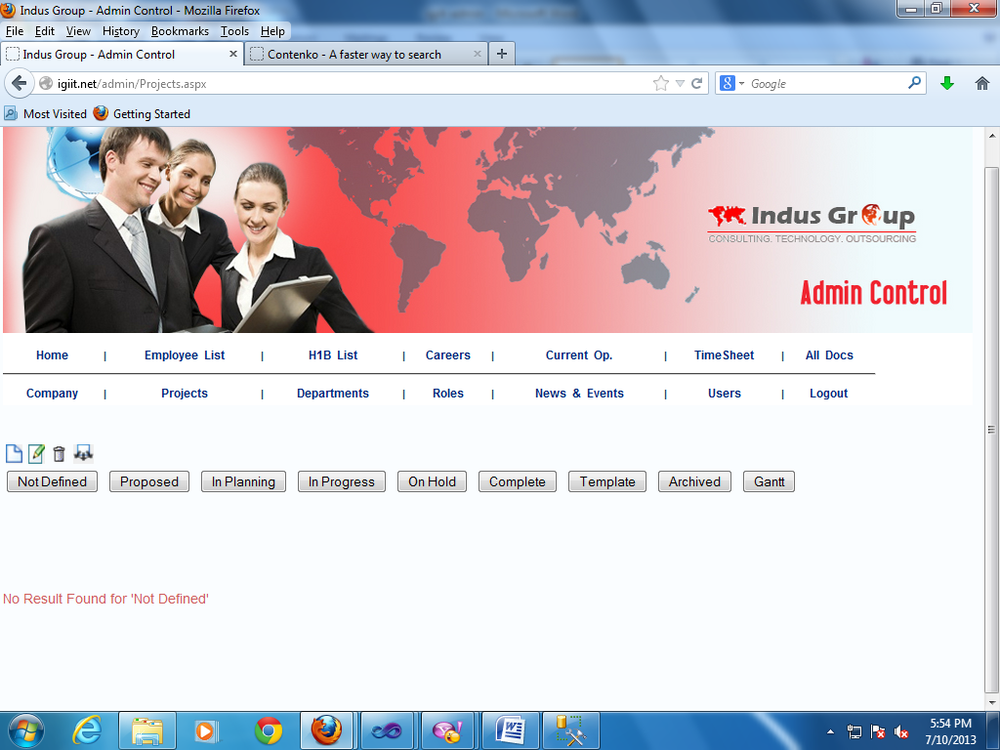 Indus Group - Admin Control - Mozilla Firefox
File Edit View History Bookmarks Tools Help
Indus Group - Admin Control × Contenko - A faster way to search × +
igiit.net/admin/Projects.aspx 8 Google
Most Visited Getting Started
Indus Group
CONSULTING. TECHNOLOGY. OUTSOURCING
Admin Control
Home | Employee List | H1B List | Careers | Current Op. | TimeSheet | All Docs
Company | Projects | Departments | Roles | News & Events | Users | Logout
Not Defined Proposed In Planning In Progress On Hold Complete Template Archived Gantt
No Result Found for 'Not Defined'
5:54 PM
7/10/2013